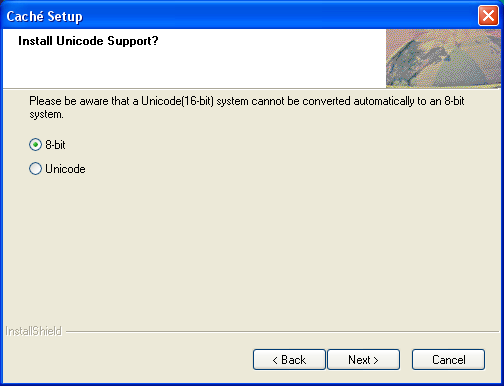 Caché Setup
Install Unicode Support?
Please be aware that a Unicode(16-bit) system cannot be converted automatically to an 8-bit
system.
8-bit
Unicode
InstallShield
< Back
Next >
Cancel